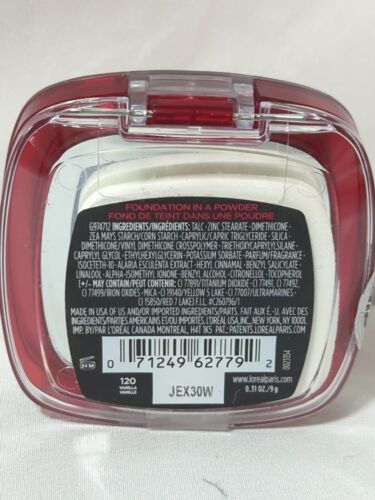 FOUNDATION IN A POWDER
FOND DE TEINT DANS UNE POUDRE
G974712 INGREDIENTS/INGRÉDIENTS: TALC • ZINC STEARATE • DIMETHICONE •
ZEA MAYS STARCH/CORN STARCH • CAPRYLIC/CAPRIC TRIGLYCERIDE • SILICA •
DIMETHICONE/VINYL DIMETHICONE CROSSPOLYMER • TRIETHOXYCAPRYLYLSILANE •
CAPRYLYL GLYCOL • ETHYLHEXYLGLYCERIN • POTASSIUM SORBATE • PARFUM/FRAGRANCE •
ISOCETETH-10 • ALARIA ESCULENTA EXTRACT • HEXYL CINNAMAL • BENZYL SALICYLATE •
LINALOOL • ALPHA-ISOMETHYL IONONE • BENZYL ALCOHOL • CITRONELLOL • TOCOPHEROL
[+/- MAY CONTAIN/PEUT CONTENIR: CI 77891/TITANIUM DIOXIDE • CI 77491, CI 77492,
CI 77499/IRON OXIDES • MICA • CI 19140/YELLOW 5 LAKE • CI 77007/ULTRAMARINES •
CI 15850/RED 7 LAKE] F.I.L. #C260796/1
MADE IN USA OF US AND/OR IMPORTED INGREDIENTS/PARTS. FAIT AUX É.-U. AVEC DES
INGREDIENTS/PARTIES AMÉRICAINS ET/OU IMPORTÉS L'ORÉAL USA INC., NEW YORK, NY, 10001,
IMP. BY/PAR L'ORÉAL CANADA MONTRÉAL, H4T 1K5 PAT.: PATENTS.LOREALPARIS.COM
24 M
0 71249 62779 2
0023354
120
VANILLA
VANILLE
JEX30W
www.lorealparis.com
0.31 OZ./9 g